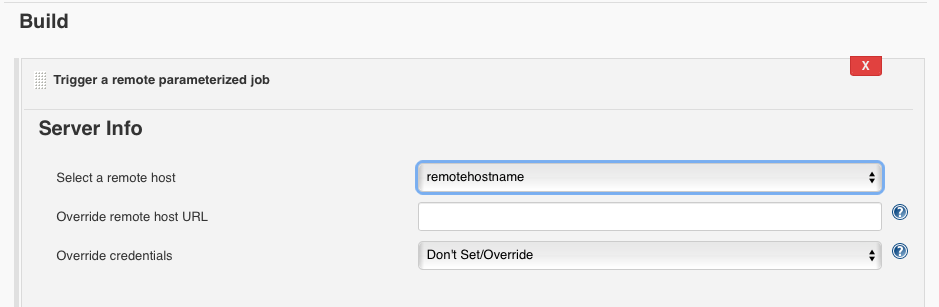 Build
X
Trigger a remote parameterized job
Server Info
Select a remote host
remotehostname
Override remote host URL
?
Override credentials
Don't Set/Override
?